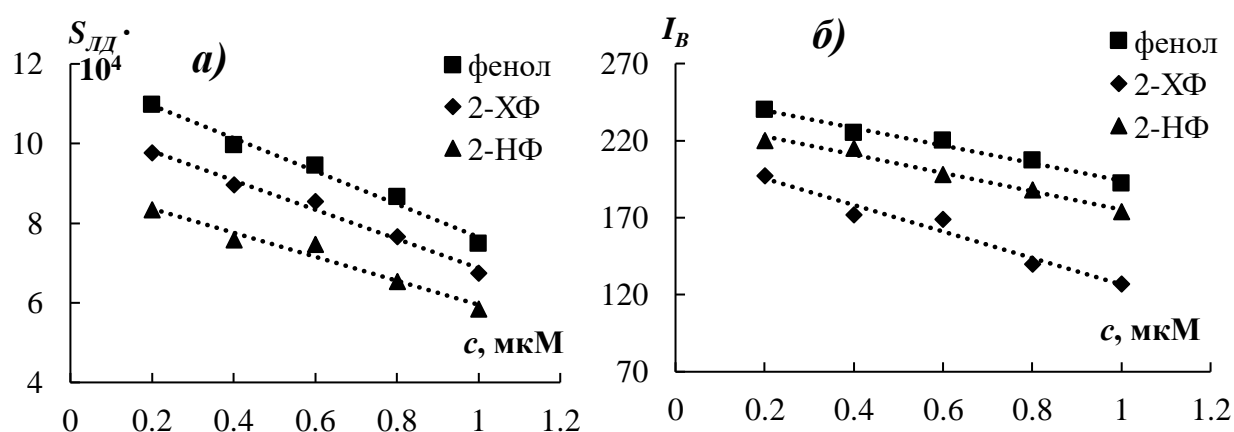 S_ЛД ·
10⁴
а)
фенол
2-ХФ
2-НФ
12
10
8
6
4
с, мкМ
0
0.2
0.4
0.6
0.8
1
1.2
I_B
б)
фенол
2-ХФ
2-НФ
270
220
170
120
70
с, мкМ
0
0.2
0.4
0.6
0.8
1
1.2